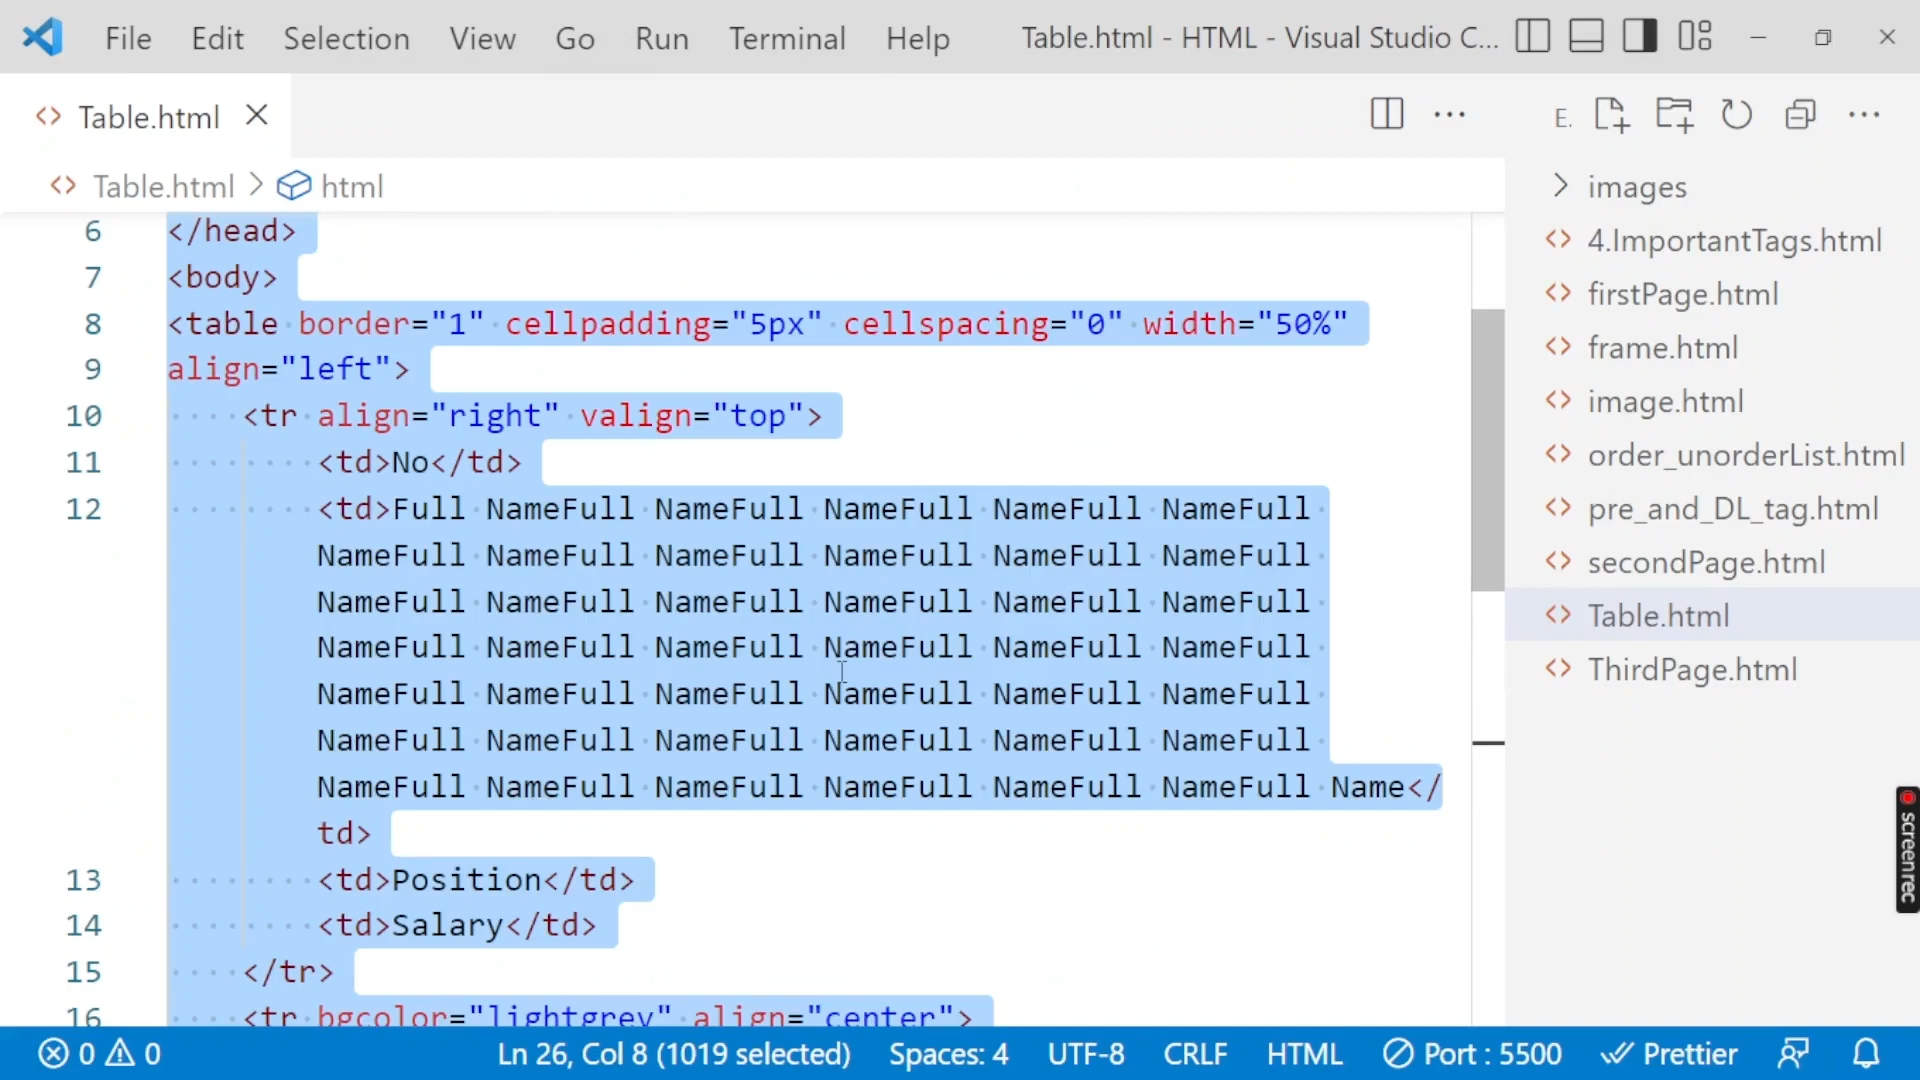 File Edit Selection View Go Run Terminal Help Table.html - HTML - Visual Studio C...
Table.html
E.
Table.html > html
6 </head>
7 <body>
8 <table border="1" cellpadding="5px" cellspacing="0" width="50%"
9 align="left">
10 <tr align="right" valign="top">
11 <td>No</td>
12 <td>Full NameFull NameFull NameFull NameFull NameFull
NameFull NameFull NameFull NameFull NameFull NameFull
NameFull NameFull NameFull NameFull NameFull NameFull
NameFull NameFull NameFull NameFull NameFull NameFull
NameFull NameFull NameFull NameFull NameFull NameFull
NameFull NameFull NameFull NameFull NameFull NameFull
NameFull NameFull NameFull NameFull NameFull NameFull Name</
td>
13 <td>Position</td>
14 <td>Salary</td>
15 </tr>
16 <tr bgcolor="lightgrey" align="center">
images
4.ImportantTags.html
firstPage.html
frame.html
image.html
order_unorderList.html
pre_and_DL_tag.html
secondPage.html
Table.html
ThirdPage.html
screenrec
0 0 Ln 26, Col 8 (1019 selected) Spaces: 4 UTF-8 CRLF HTML Port : 5500 Prettier